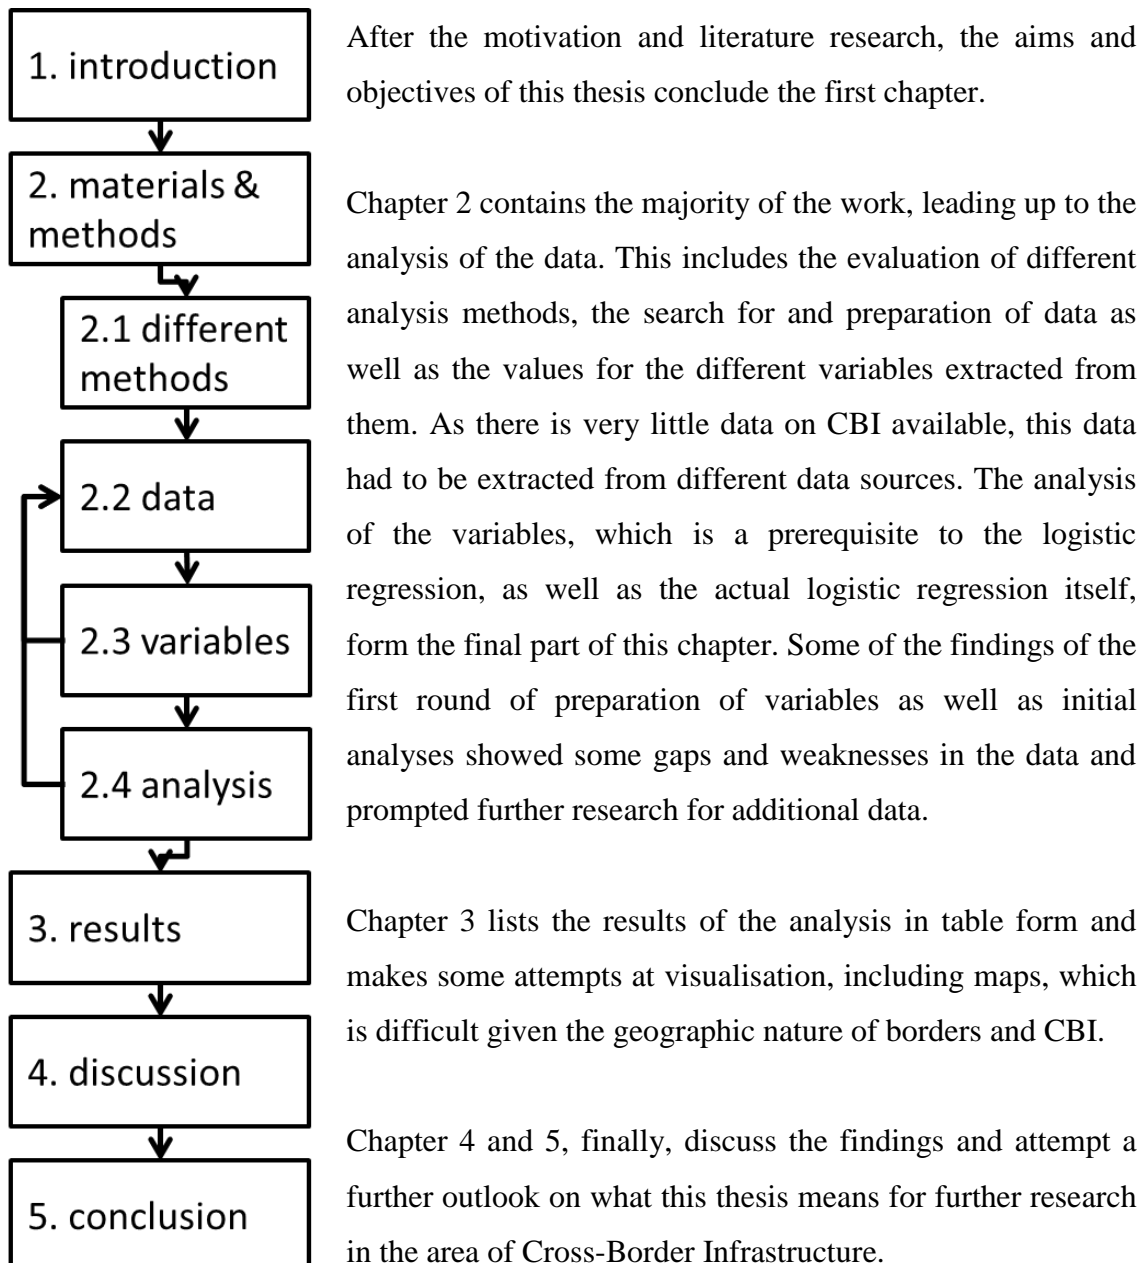 1. introduction
After the motivation and literature research, the aims and
objectives of this thesis conclude the first chapter.
2. materials &
methods
2.1 different
methods
2.2 data
2.3 variables
2.4 analysis
Chapter 2 contains the majority of the work, leading up to the
analysis of the data. This includes the evaluation of different
analysis methods, the search for and preparation of data as
well as the values for the different variables extracted from
them. As there is very little data on CBI available, this data
had to be extracted from different data sources. The analysis
of the variables, which is a prerequisite to the logistic
regression, as well as the actual logistic regression itself,
form the final part of this chapter. Some of the findings of the
first round of preparation of variables as well as initial
analyses showed some gaps and weaknesses in the data and
prompted further research for additional data.
3. results
Chapter 3 lists the results of the analysis in table form and
makes some attempts at visualisation, including maps, which
is difficult given the geographic nature of borders and CBI.
4. discussion
5. conclusion
Chapter 4 and 5, finally, discuss the findings and attempt a
further outlook on what this thesis means for further research
in the area of Cross-Border Infrastructure.